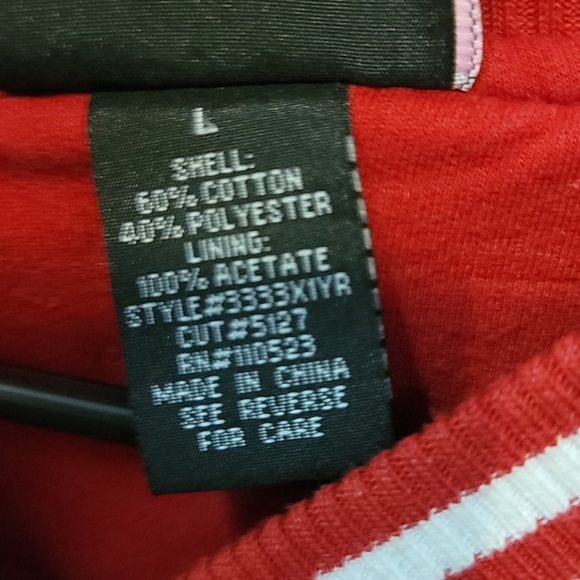 L
SHELL:
60% COTTON
40% POLYESTER
LINING:
100% ACETATE
STYLE#3333X1YR
CUT#5127
RN#110523
MADE IN CHINA
SEE REVERSE
FOR CARE